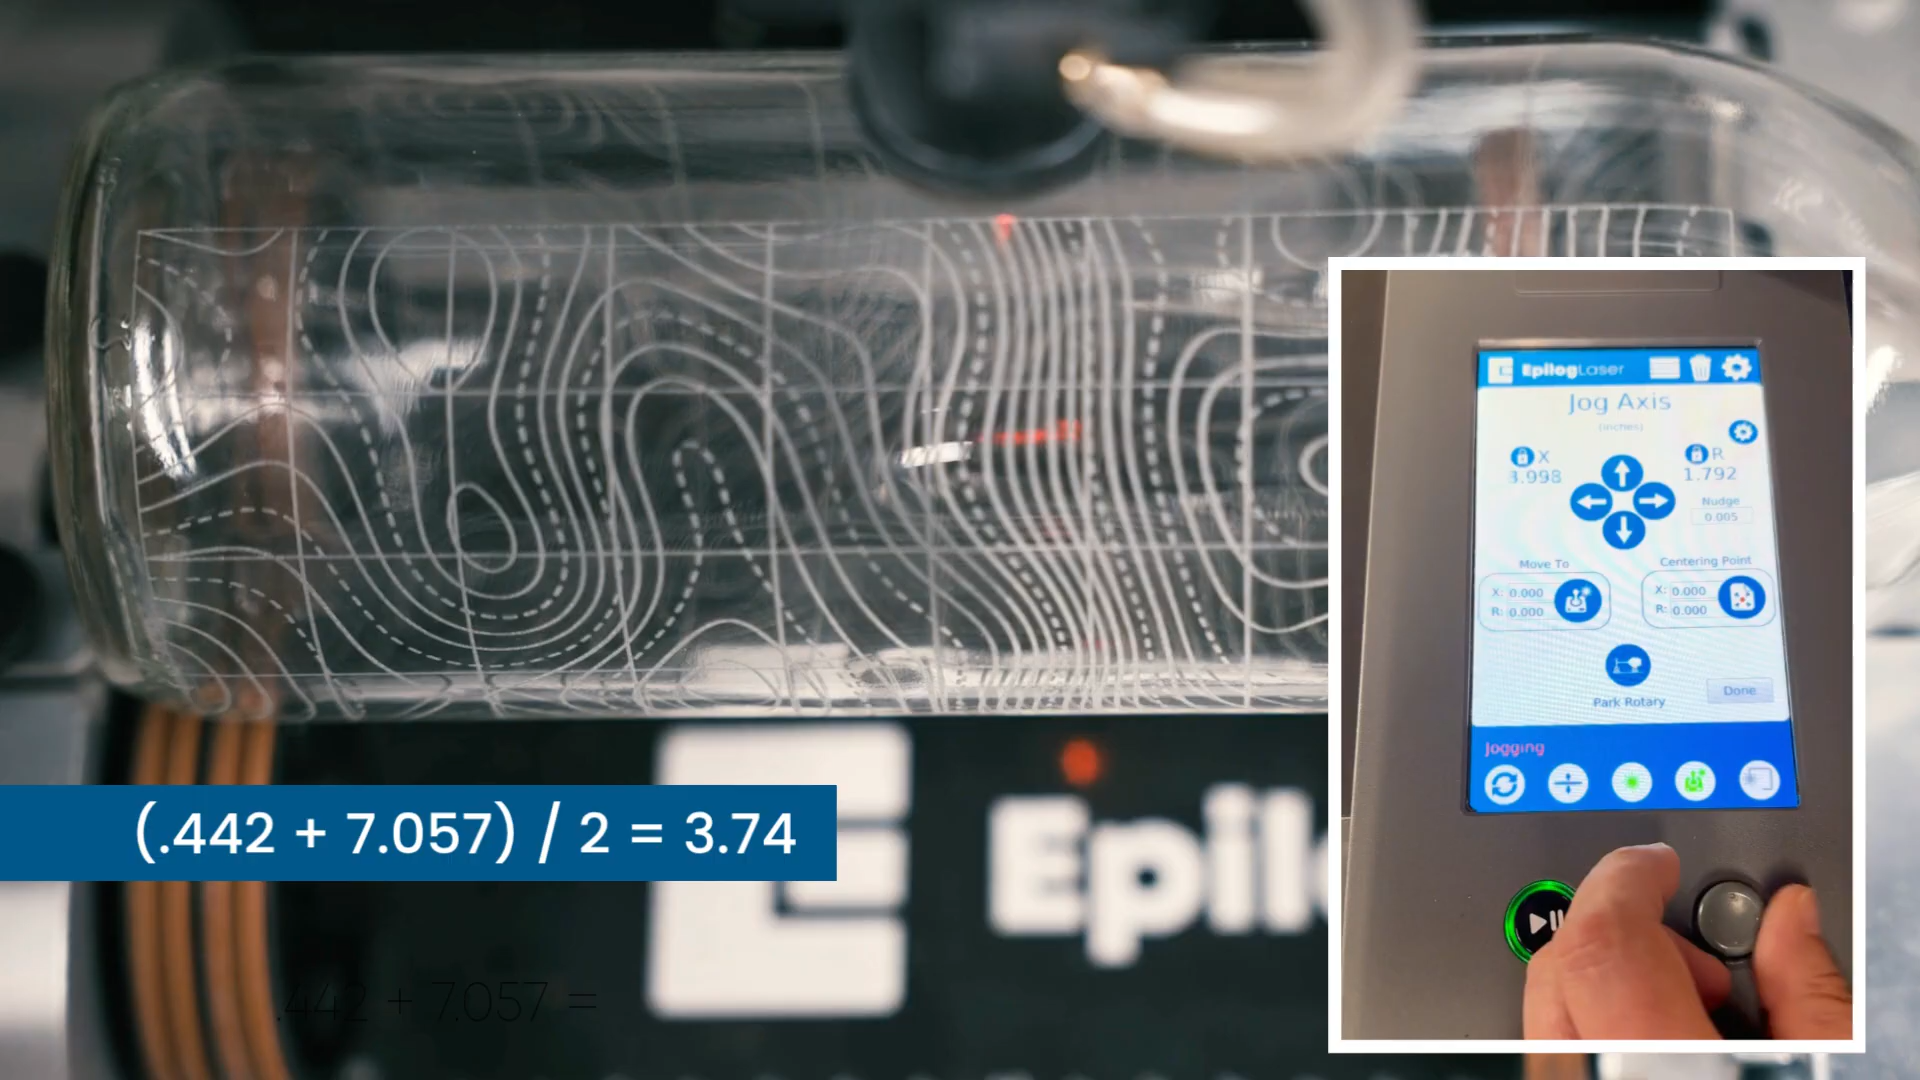 EpilogLaser
Jog Axis
(inches)
X
3.998
R
1.792
Nudge
0.005
Move To
X: 0.000
R: 0.000
Centering Point
X: 0.000
R: 0.000
Park Rotary
Done
Jogging
(.442 + 7.057) / 2 = 3.74
Epil
.442 + 7.057 =